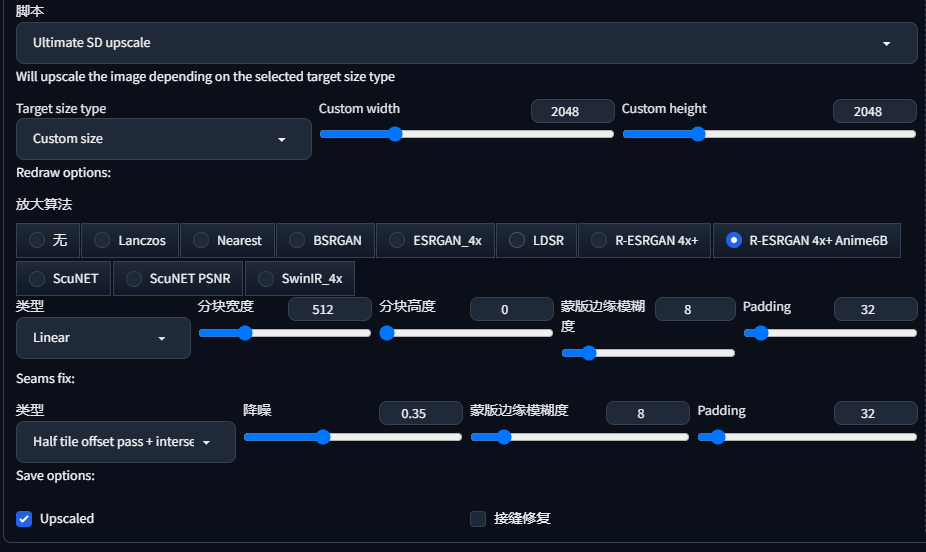 脚本
Ultimate SD upscale
Will upscale the image depending on the selected target size type
Target size type Custom width 2048 Custom height 2048
Custom size
Redraw options:
放大算法
无 Lanczos Nearest BSRGAN ESRGAN_4x LDSR R-ESRGAN 4x+ R-ESRGAN 4x+ Anime6B
ScuNET ScuNET PSNR SwinIR_4x
类型 分块宽度 512 分块高度 0 蒙版边缘模糊 8 Padding 32
度
Linear
Seams fix:
类型 降噪 0.35 蒙版边缘模糊度 8 Padding 32
Half tile offset pass + interse
Save options:
Upscaled 接缝修复